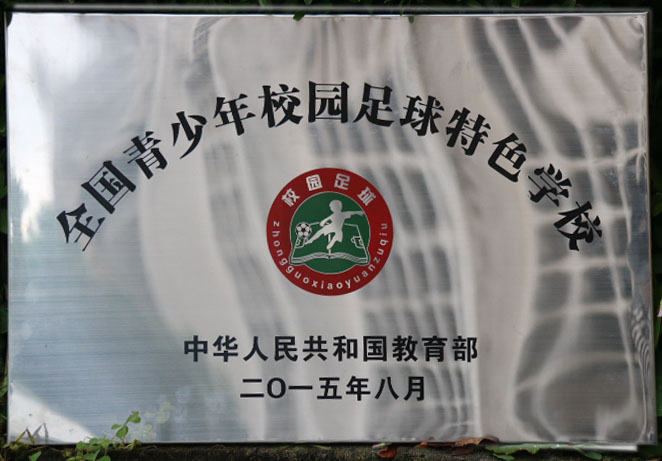 全国青少年校园足球特色学校
校园足球
zhongguoxiaoyuanzuqiu
中华人民共和国教育部
二O一五年八月